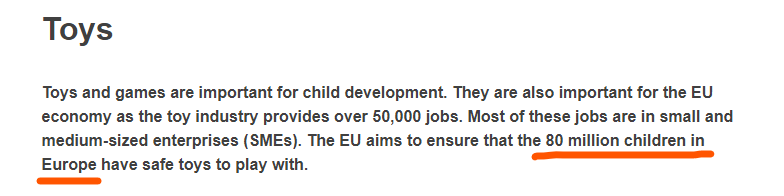 Toys
Toys and games are important for child development. They are also important for the EU
economy as the toy industry provides over 50,000 jobs. Most of these jobs are in small and
medium-sized enterprises (SMEs). The EU aims to ensure that the 80 million children in
Europe have safe toys to play with.